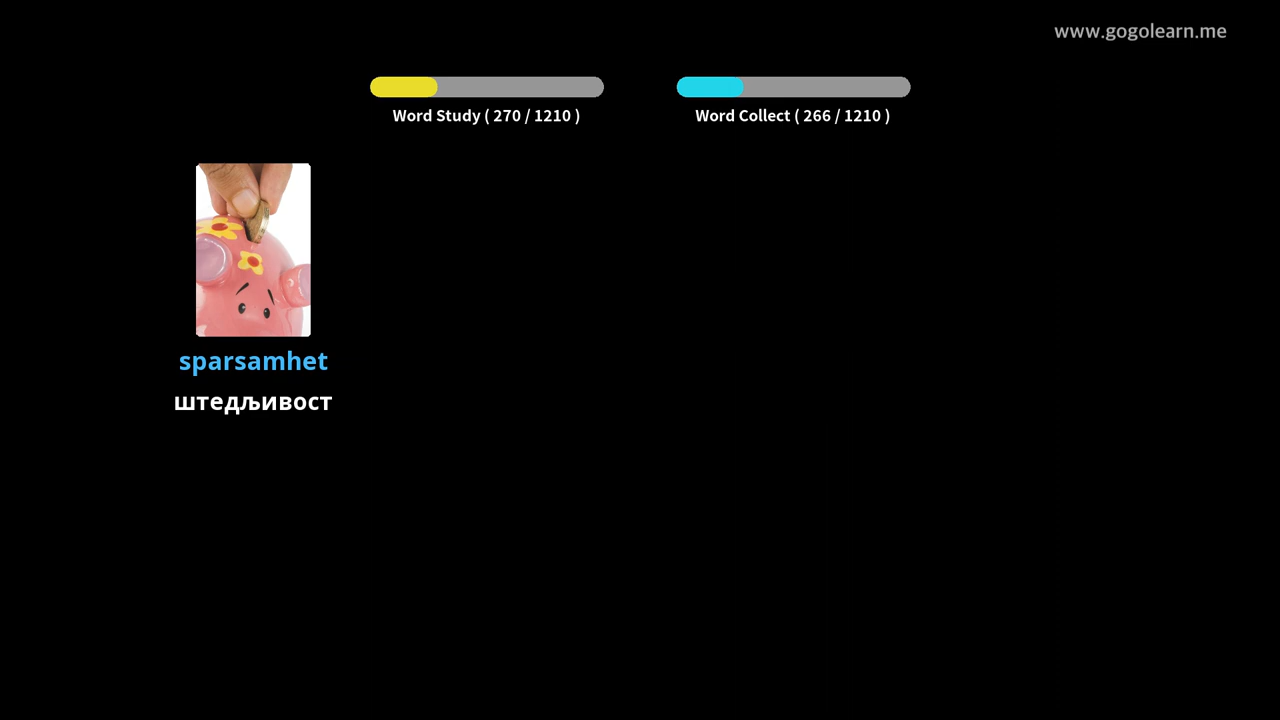 www.gogolearn.me
Word Study ( 270 / 1210 )
Word Collect ( 266 / 1210 )
sparsamhet
штедљивост